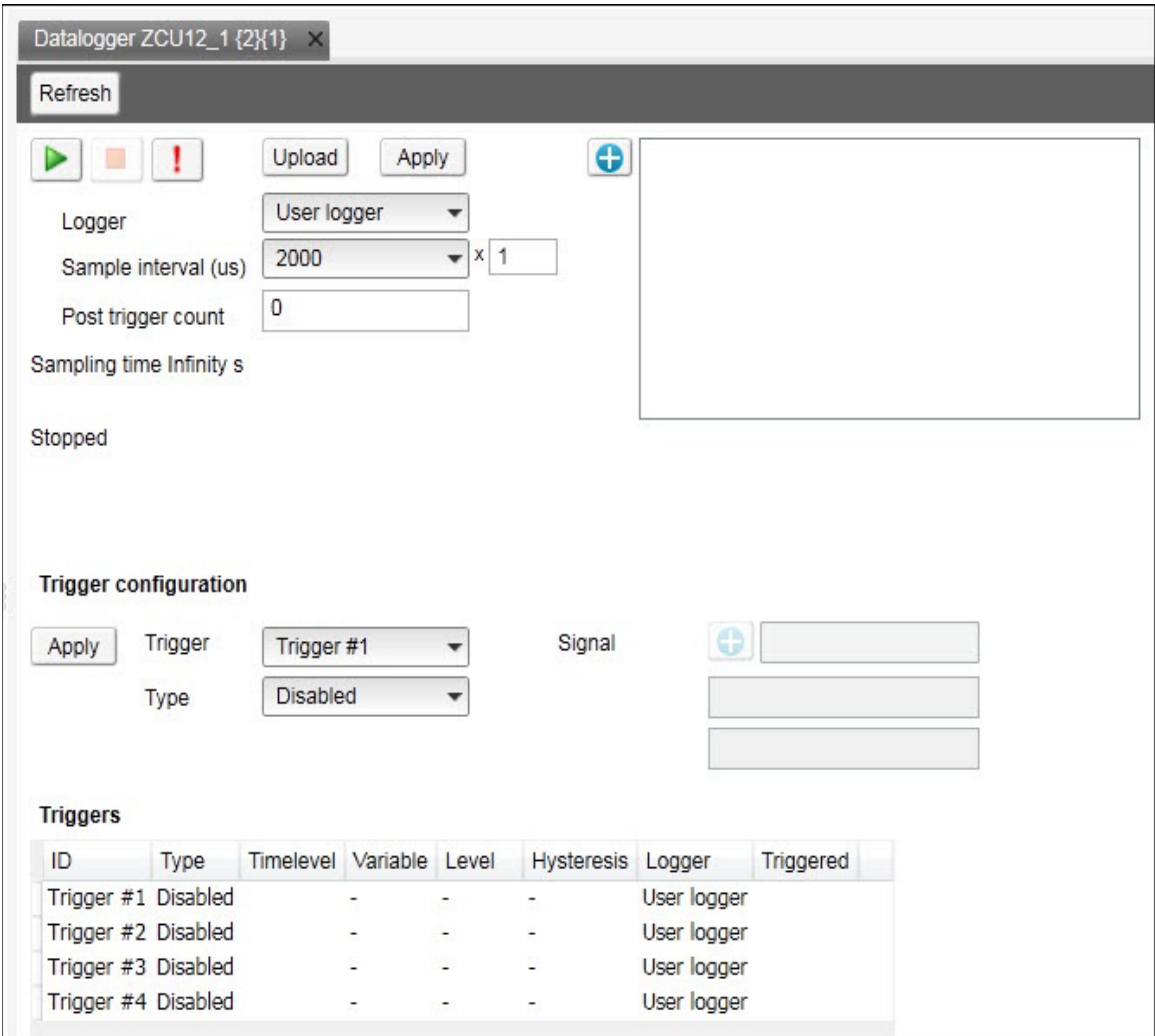 Datalogger ZCU12_1 {2}{1}
Refresh
Upload Apply
Logger User logger
Sample interval (us) 2000 x 1
Post trigger count 0
Sampling time Infinity s
Stopped
Trigger configuration
Apply Trigger Trigger #1 Signal
Type Disabled
Triggers
ID Type Timelevel Variable Level Hysteresis Logger Triggered
Trigger #1 Disabled - - - User logger
Trigger #2 Disabled - - - User logger
Trigger #3 Disabled - - - User logger
Trigger #4 Disabled - - - User logger